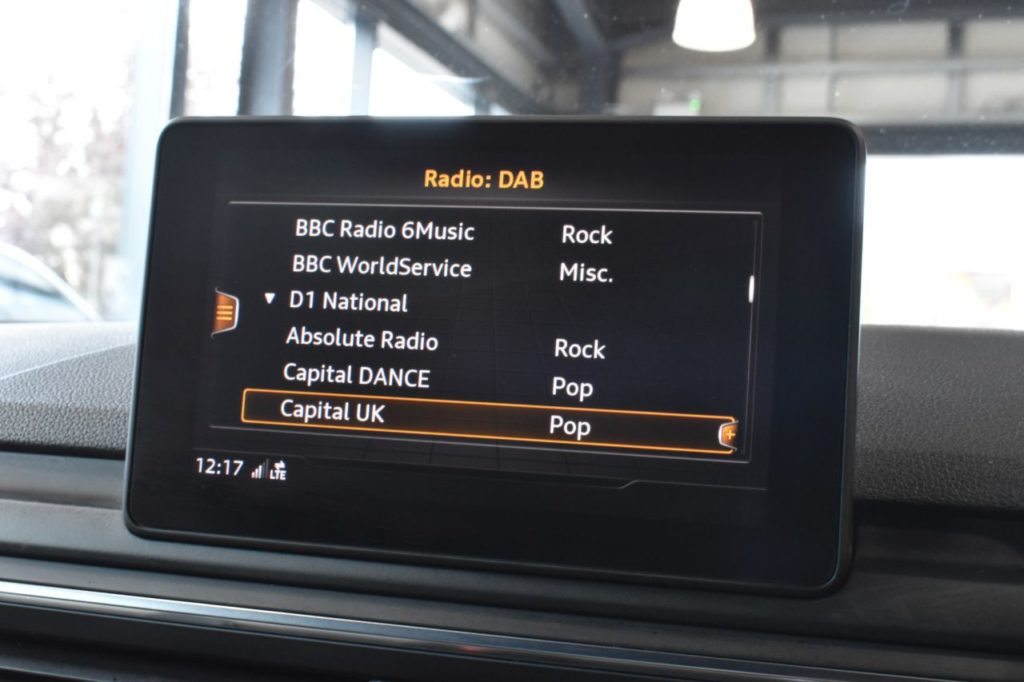 Radio: DAB
BBC Radio 6Music Rock
BBC WorldService Misc.
▼ D1 National
Absolute Radio Rock
Capital DANCE Pop
Capital UK Pop
12:17 LTE